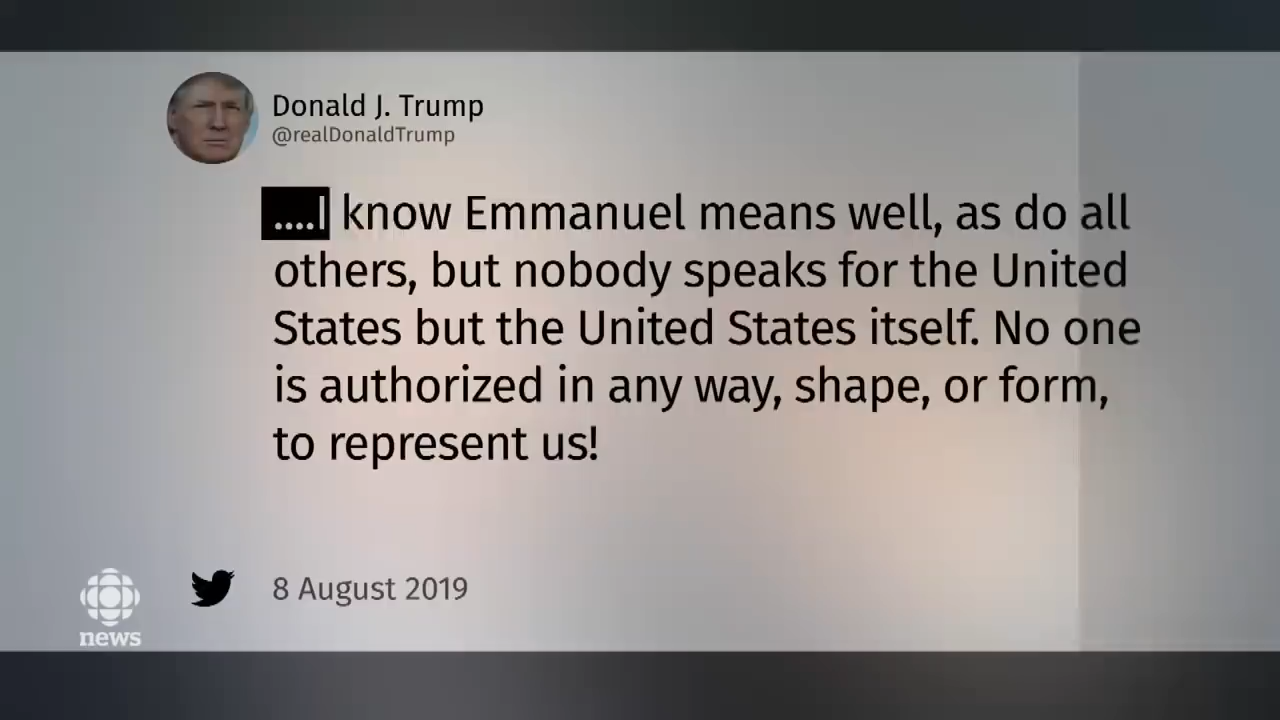 Donald J. Trump
@realDonaldTrump
....I know Emmanuel means well, as do all
others, but nobody speaks for the United
States but the United States itself. No one
is authorized in any way, shape, or form,
to represent us!
8 August 2019
news